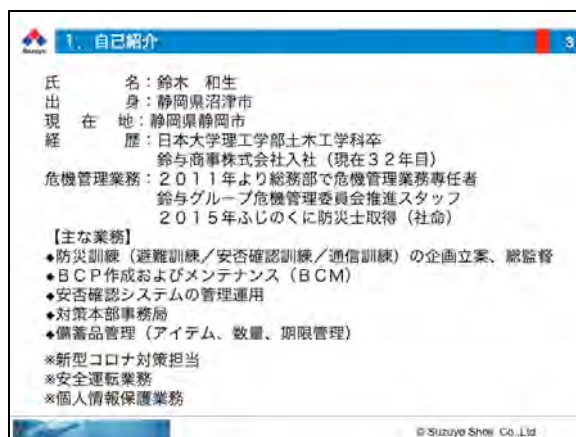 Suzuyo
1．自己紹介
3
氏　　　名：鈴木　和生
出　　　身：静岡県沼津市
現　在　地：静岡県静岡市
経　　　歴：日本大学理工学部土木工学科卒
鈴与商事株式会社入社（現在３２年目）
危機管理業務：２０１１年より総務部で危機管理業務専任者
鈴与グループ危機管理委員会推進スタッフ
２０１５年ふじのくに防災士取得（社命）
【主な業務】
◆防災訓練（避難訓練／安否確認訓練／通信訓練）の企画立案、総監督
◆ＢＣＰ作成およびメンテナンス（ＢＣＭ）
◆安否確認システムの管理運用
◆対策本部事務局
◆備蓄品管理（アイテム、数量、期限管理）
※新型コロナ対策担当
※安全運転業務
※個人情報保護業務
© Suzuyo Shoji Co.,Ltd